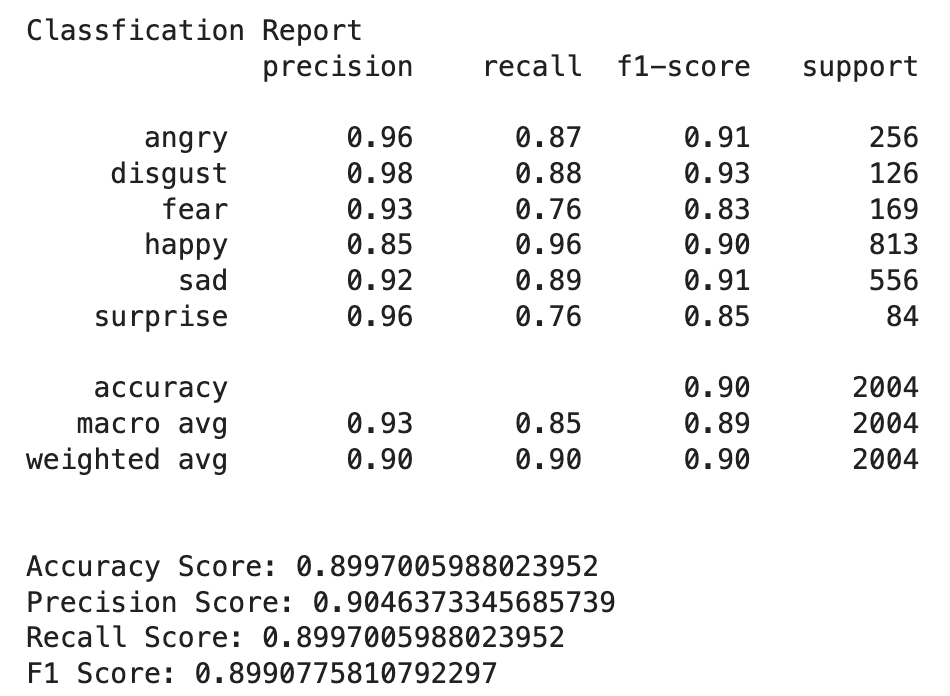 Classfication Report
precision recall f1-score support
angry 0.96 0.87 0.91 256
disgust 0.98 0.88 0.93 126
fear 0.93 0.76 0.83 169
happy 0.85 0.96 0.90 813
sad 0.92 0.89 0.91 556
surprise 0.96 0.76 0.85 84
accuracy 0.90 2004
macro avg 0.93 0.85 0.89 2004
weighted avg 0.90 0.90 0.90 2004
Accuracy Score: 0.8997005988023952
Precision Score: 0.9046373345685739
Recall Score: 0.8997005988023952
F1 Score: 0.8990775810792297